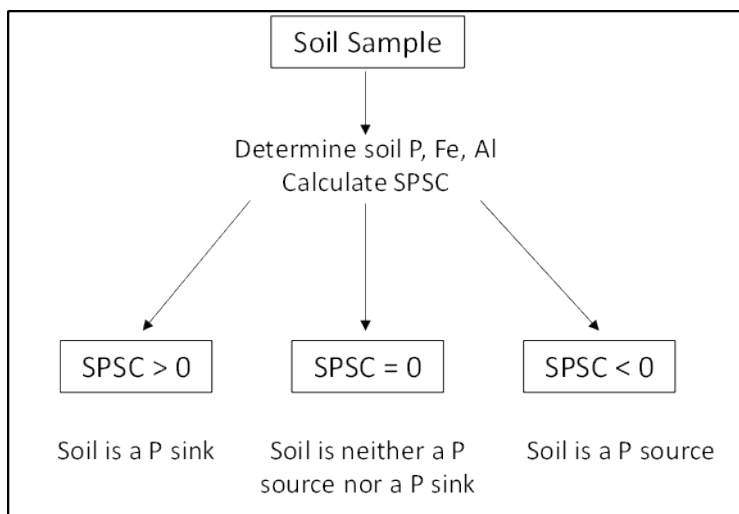 Soil Sample
Determine soil P, Fe, Al
Calculate SPSC
SPSC > 0
SPSC = 0
SPSC < 0
Soil is a P sink
Soil is neither a P
source nor a P sink
Soil is a P source